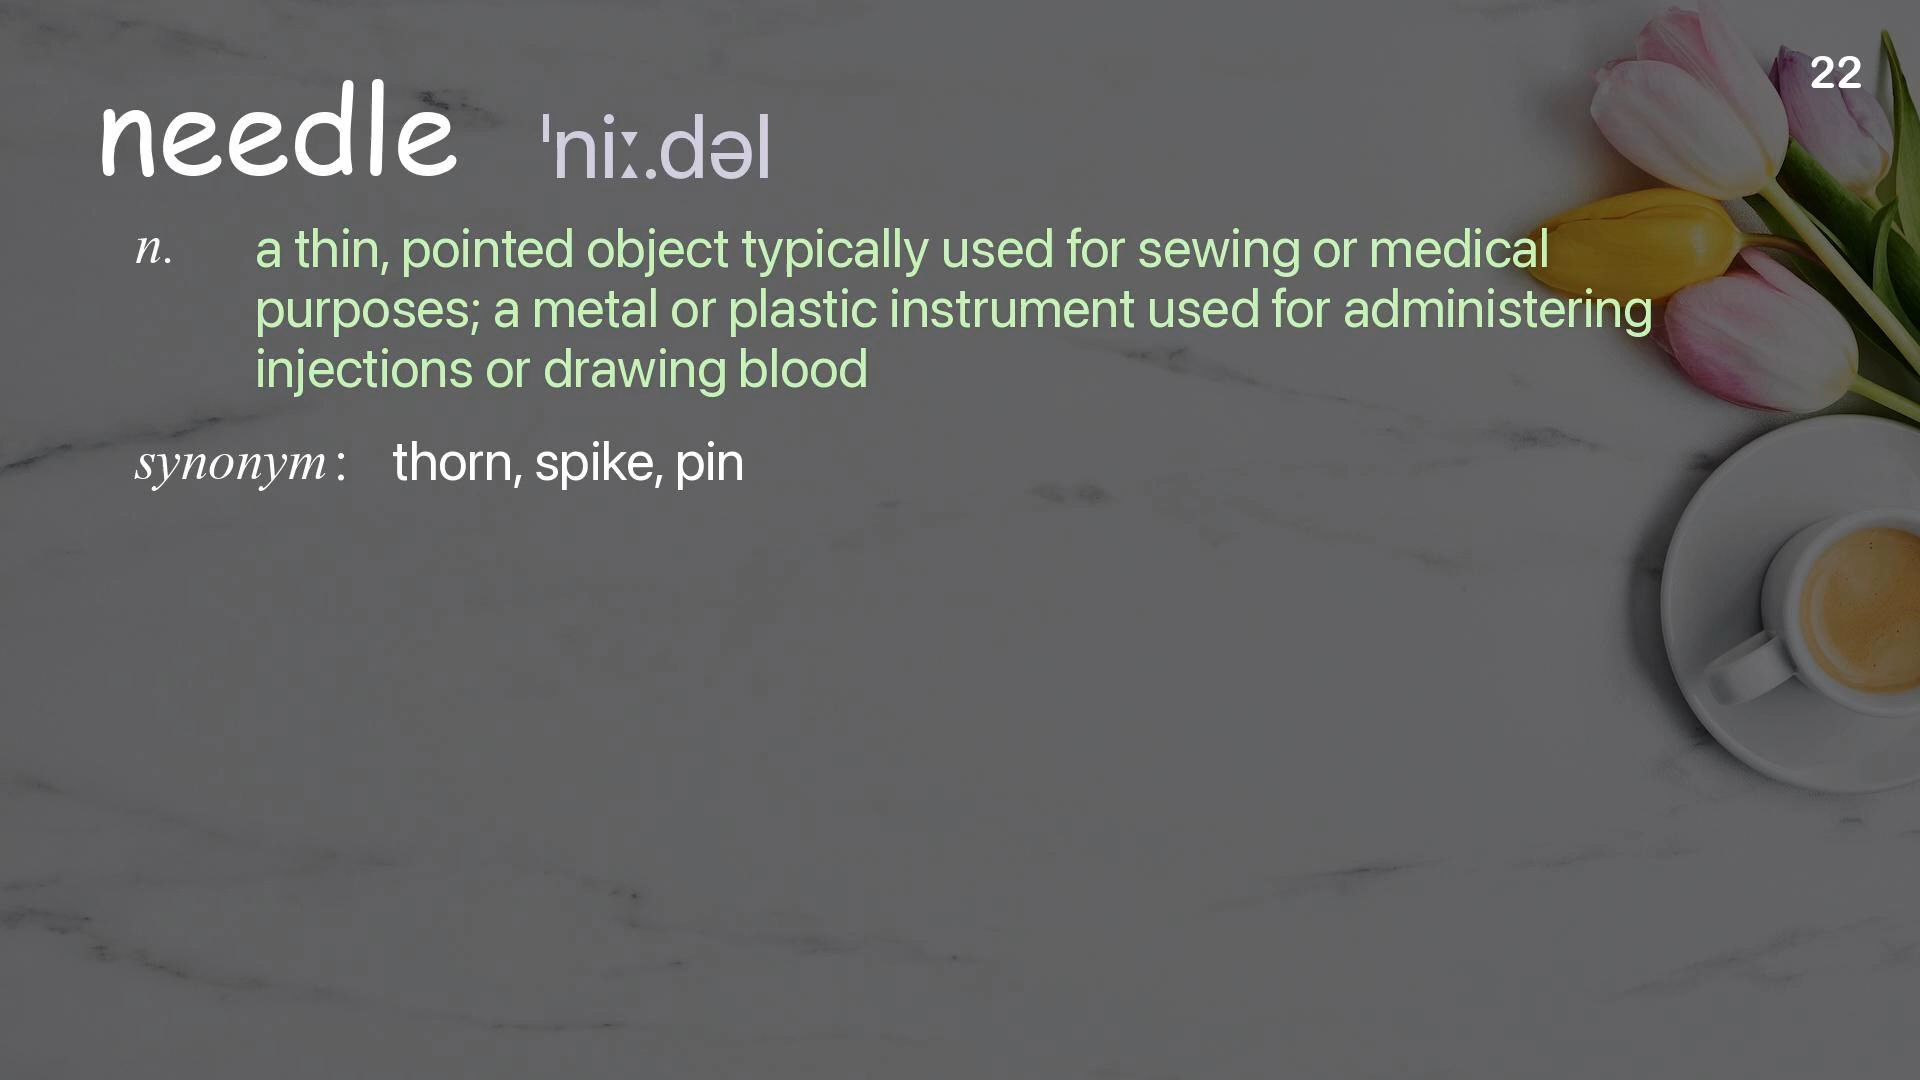 22
needle ˈniː.dəl
n. a thin, pointed object typically used for sewing or medical
purposes; a metal or plastic instrument used for administering
injections or drawing blood
synonym: thorn, spike, pin